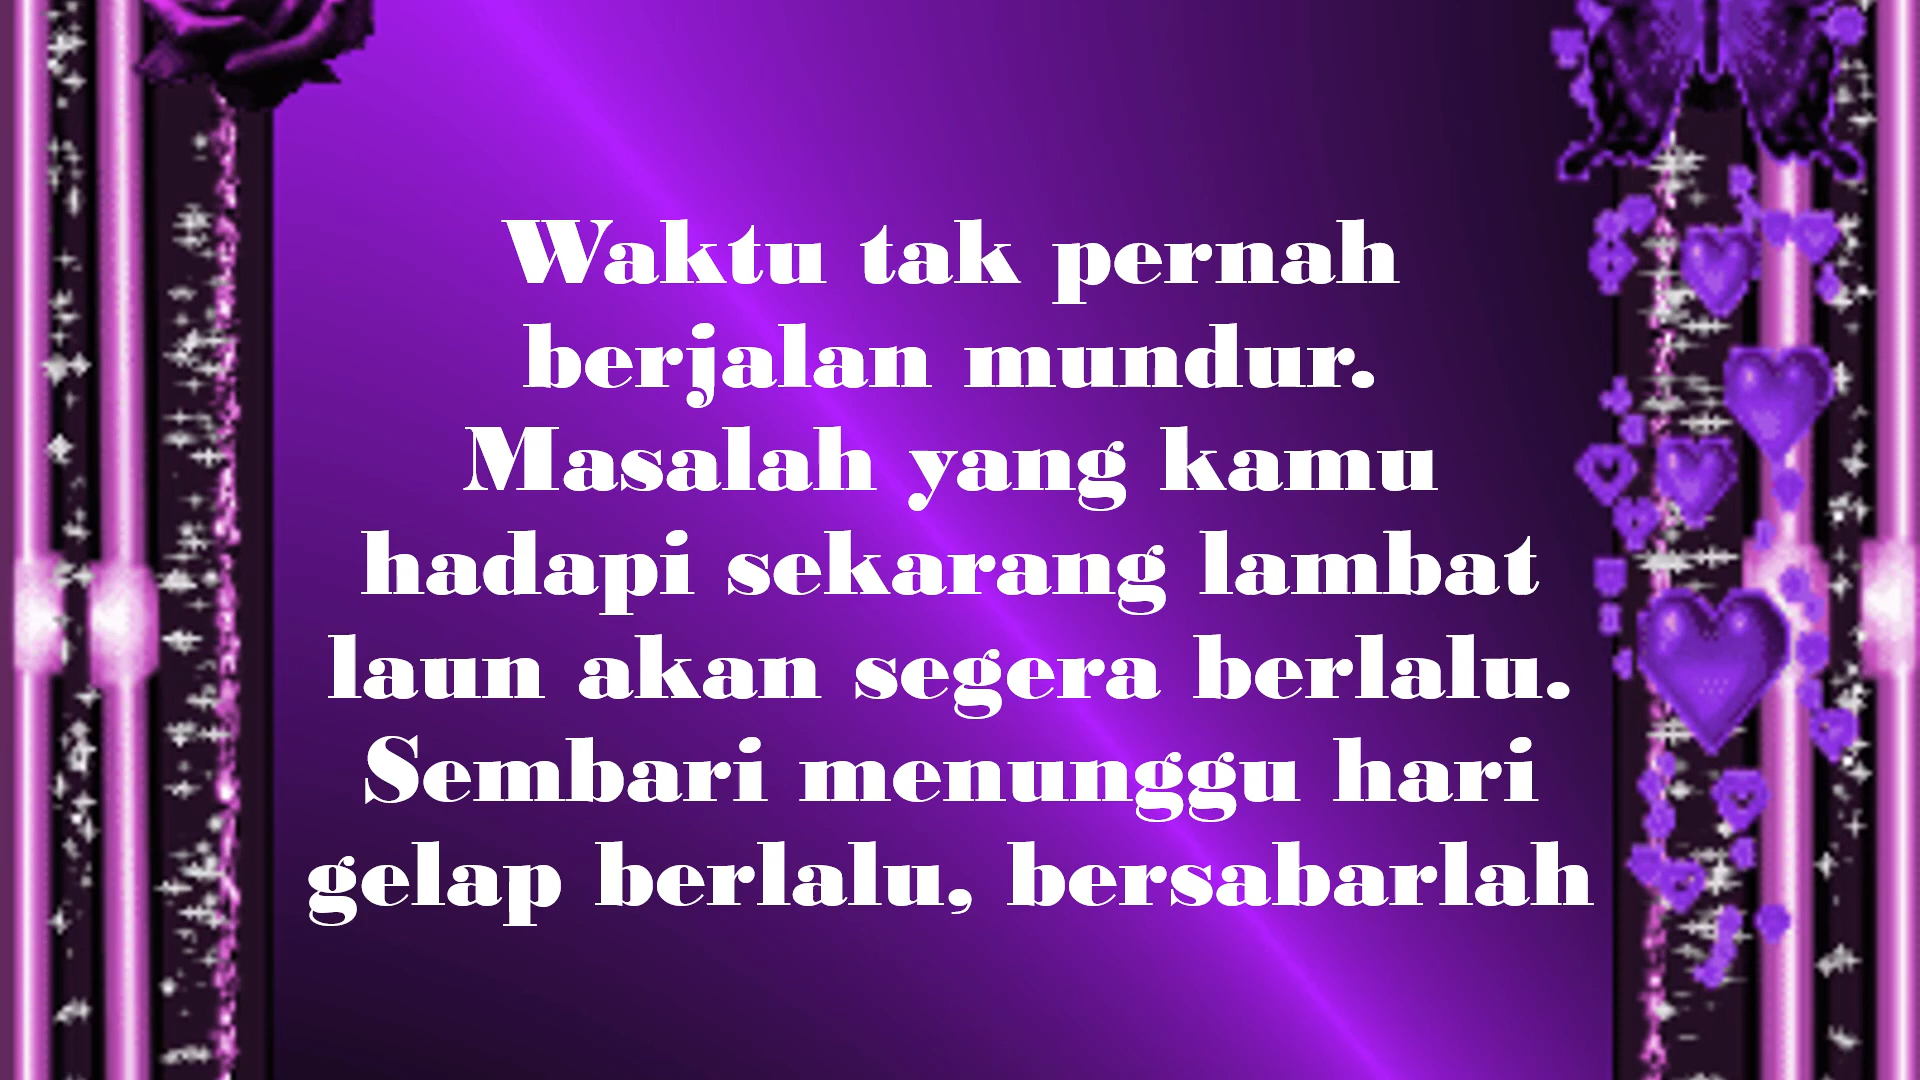 Waktu tak pernah
berjalan mundur.
Masalah yang kamu
hadapi sekarang lambat
laun akan segera berlalu.
Sembari menunggu hari
gelap berlalu, bersabarlah